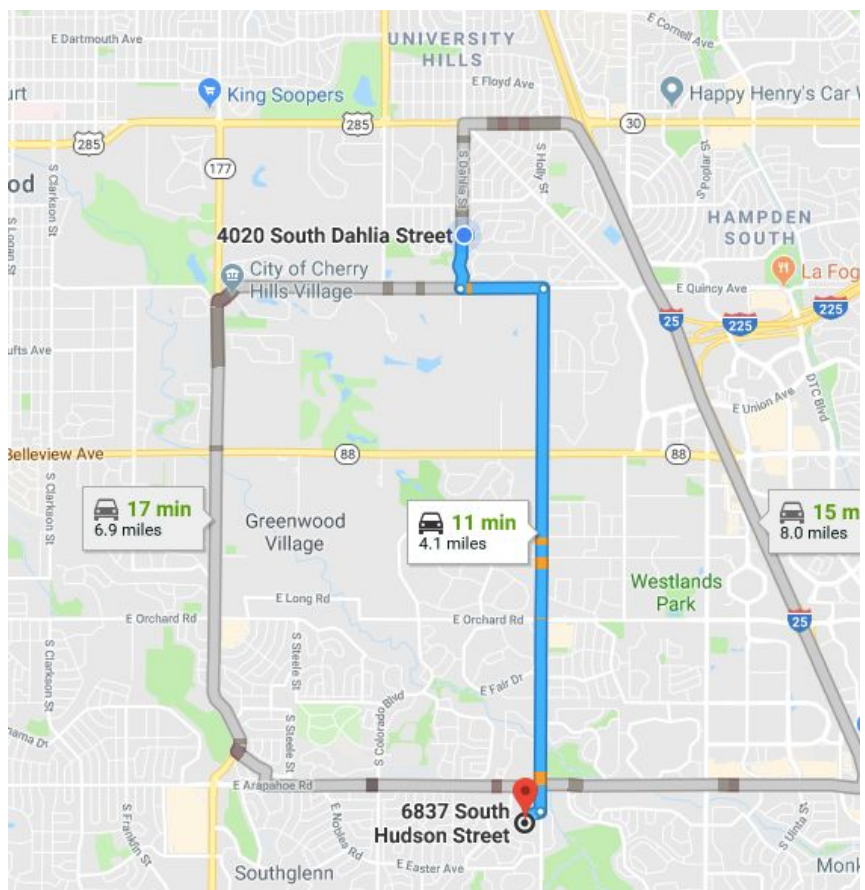 E Dartmouth Ave
UNIVERSITY
HILLS
E Cornell Ave
E Floyd Ave
urt
King Soopers
Happy Henry's Car W
285
285
30
S Clarkson St
S Logan St
177
S Dahlia St
S Holly St
S Poplar St
ood
4020 South Dahlia Street
HAMPDEN
SOUTH
City of Cherry
Hills Village
E Quincy Ave
La Fog
225
25
225
ufts Ave
DTC Blvd
E Union Ave
Belleview Ave
88
88
S Clarkson St
17 min
6.9 miles
11 min
4.1 miles
15 m
8.0 miles
Greenwood
Village
Westlands
Park
E Long Rd
E Orchard Rd
E Orchard Rd
25
S Clarkson St
S Steele St
S Colorado Blvd
E Fair Dr
S Steele St
ama Dr
E Arapahoe Rd
6837 South
Hudson Street
S Franklin St
E Nobles Rd
S Uinta St
E Easter Ave
Southglenn
Monk